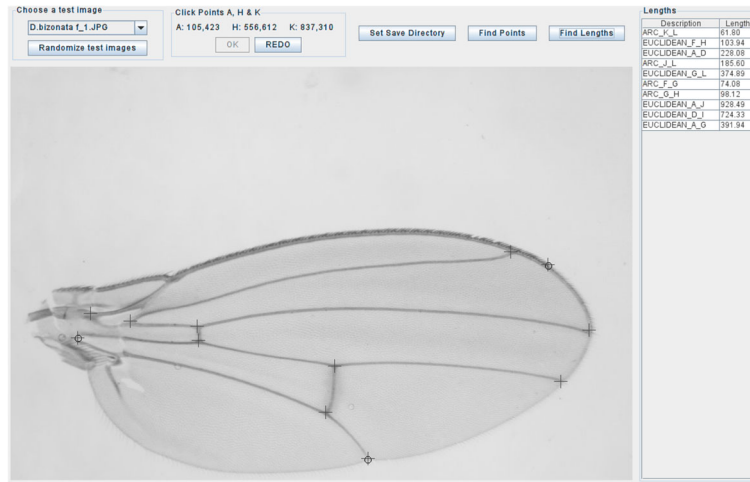 Choose a test image
D.bizonata f_1.JPG
Randomize test images
Click Points A, H & K
A: 105,423 H: 556,612 K: 837,310
OK REDO
Set Save Directory Find Points Find Lengths
Lengths
Description Length
ARC_K_L 61.80
EUCLIDEAN_F_H 103.94
EUCLIDEAN_A_D 228.08
ARC_J_L 185.60
EUCLIDEAN_G_L 374.89
ARC_F_G 74.08
ARC_G_H 98.12
EUCLIDEAN_A_J 928.49
EUCLIDEAN_D_I 724.33
EUCLIDEAN_A_G 391.94